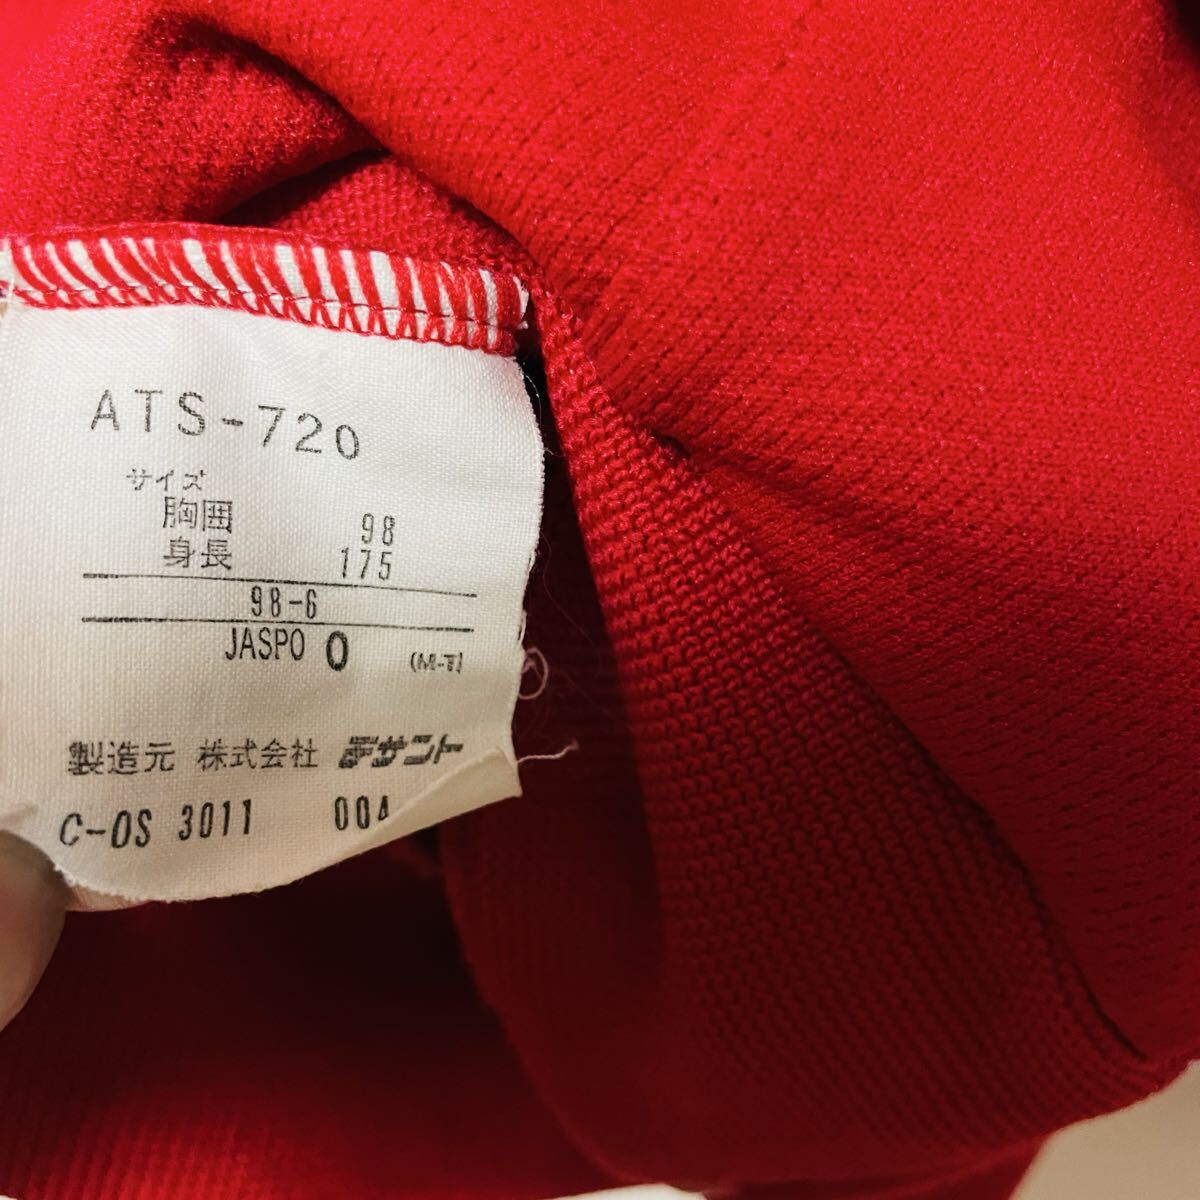 ATS-720
サイズ
胸囲 98
身長 175
98-6
JASPO O
製造元 株式会社 デサント
C-OS 3011 004